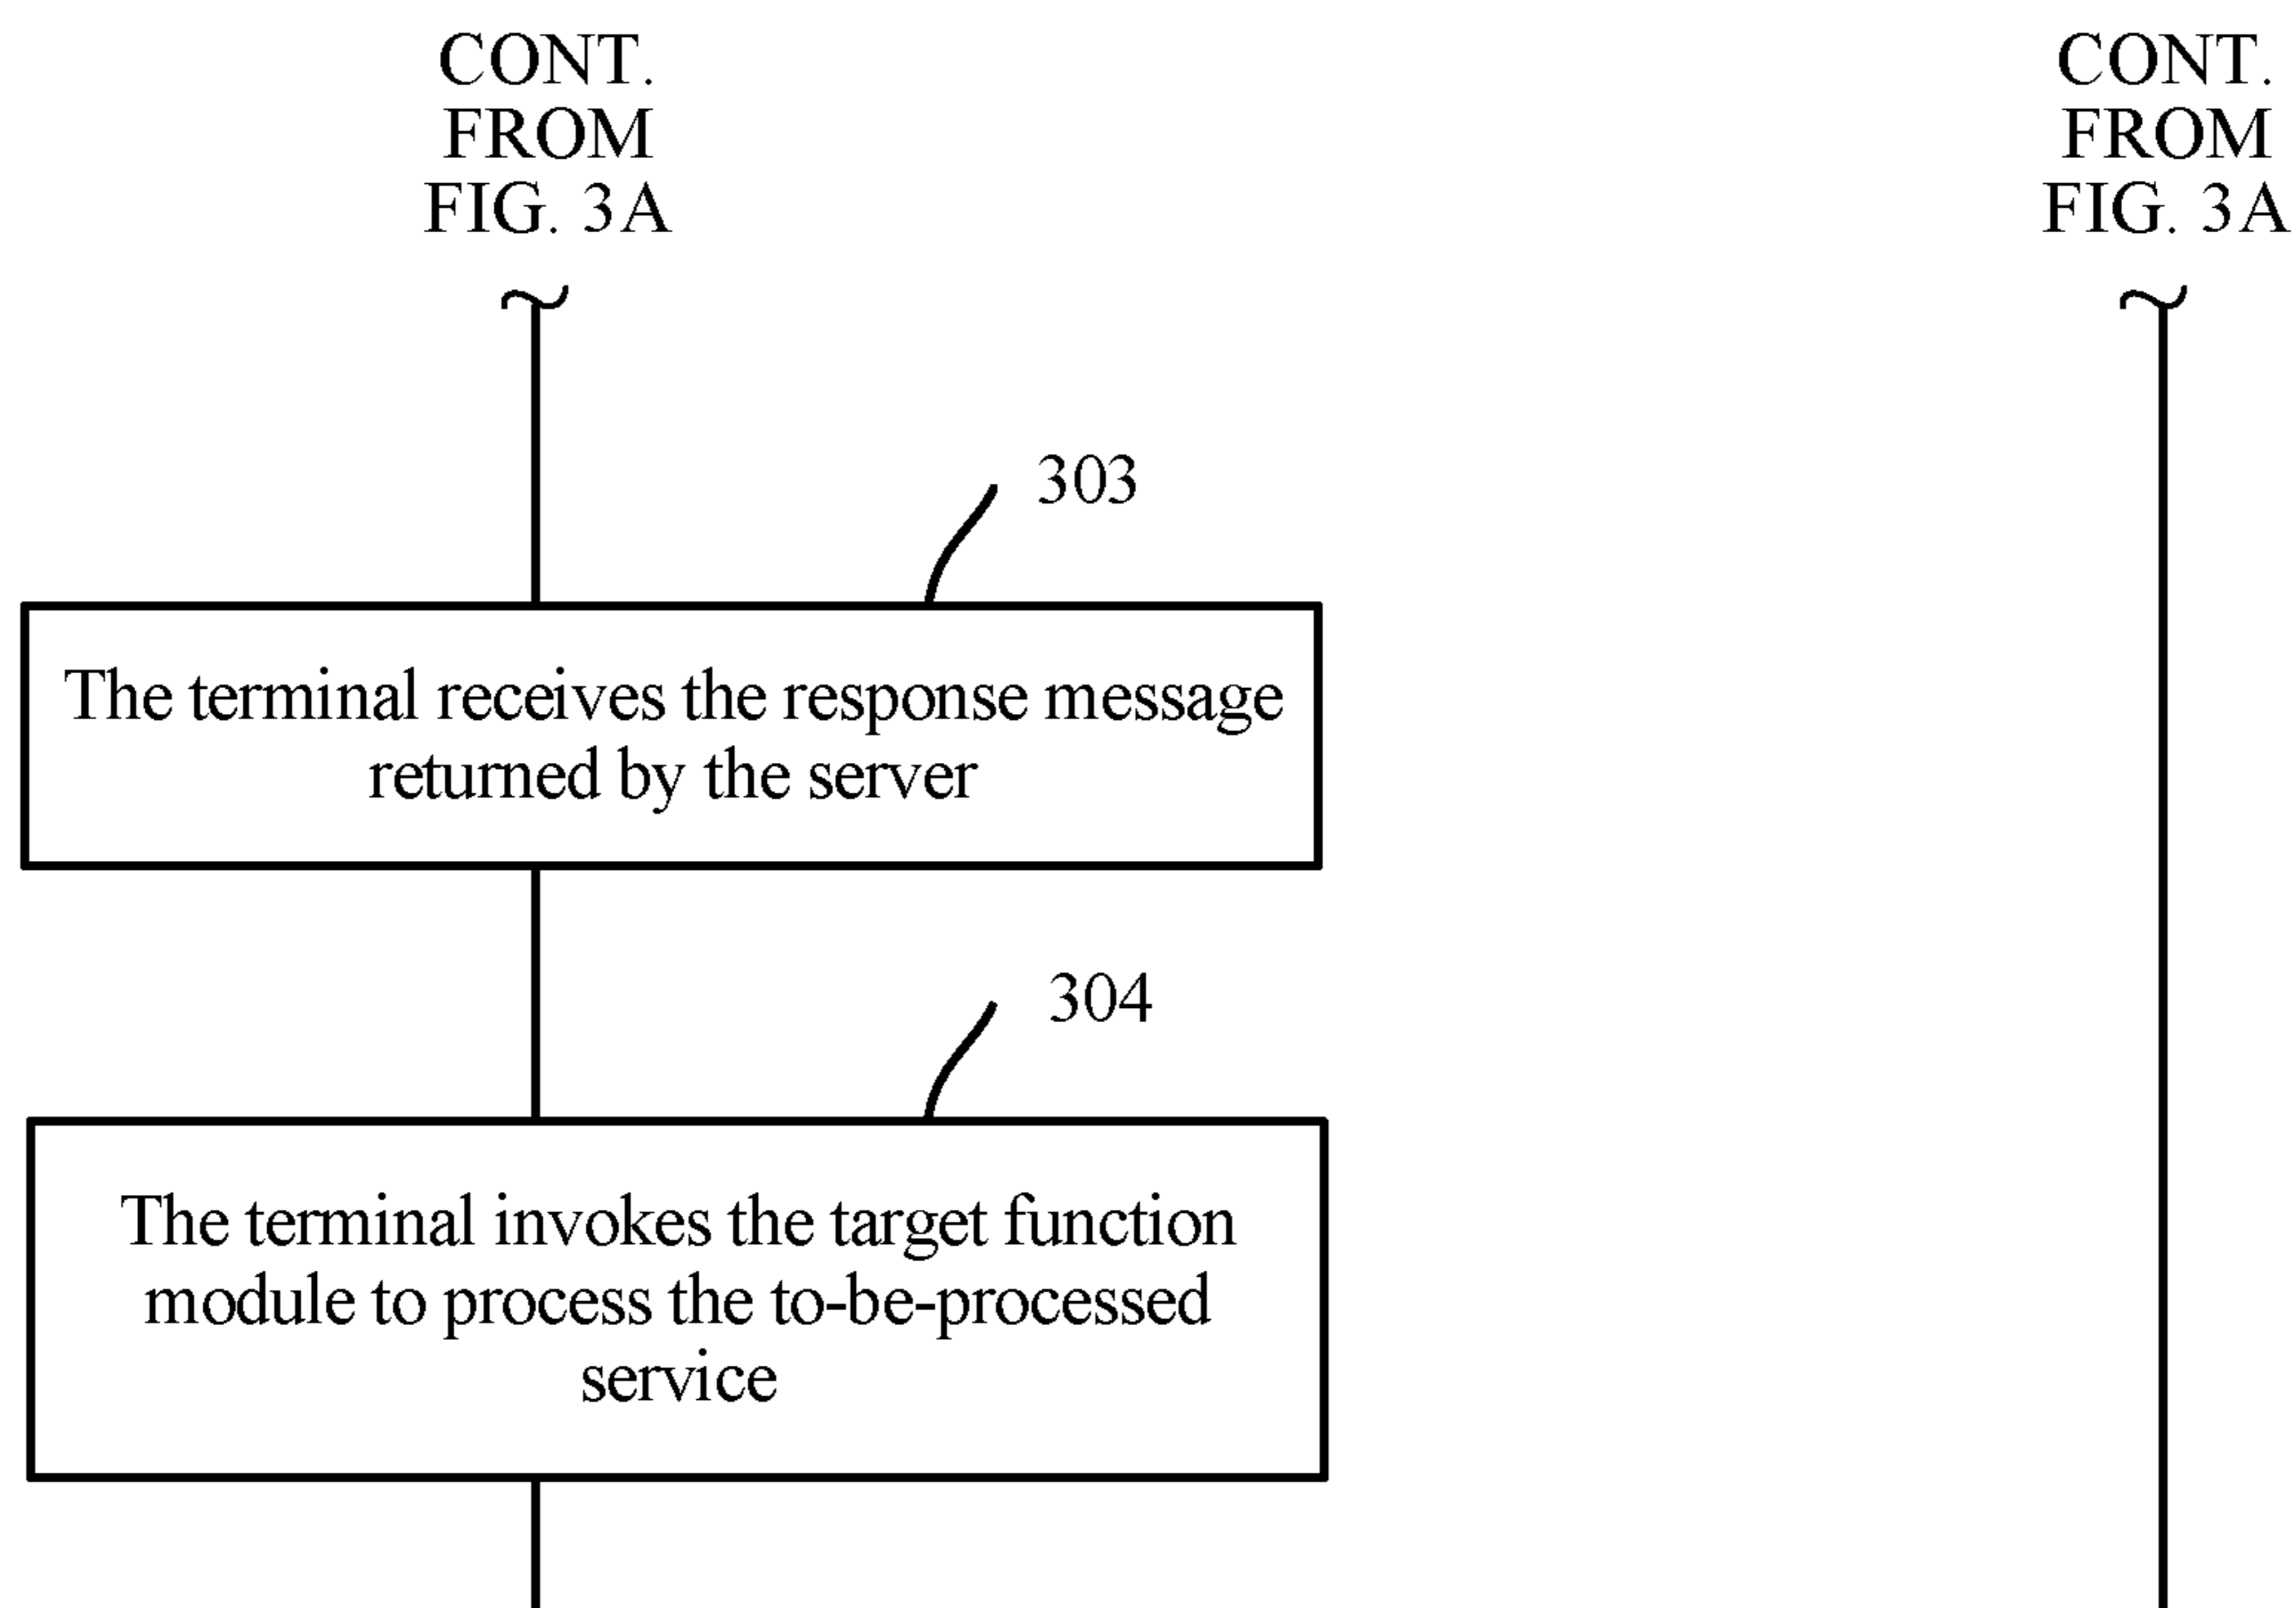 CONT.
FROM
FIG. 3A
CONT.
FROM
FIG. 3A
303
The terminal receives the response message
returned by the server
304
The terminal invokes the target function
module to process the to-be-processed
service